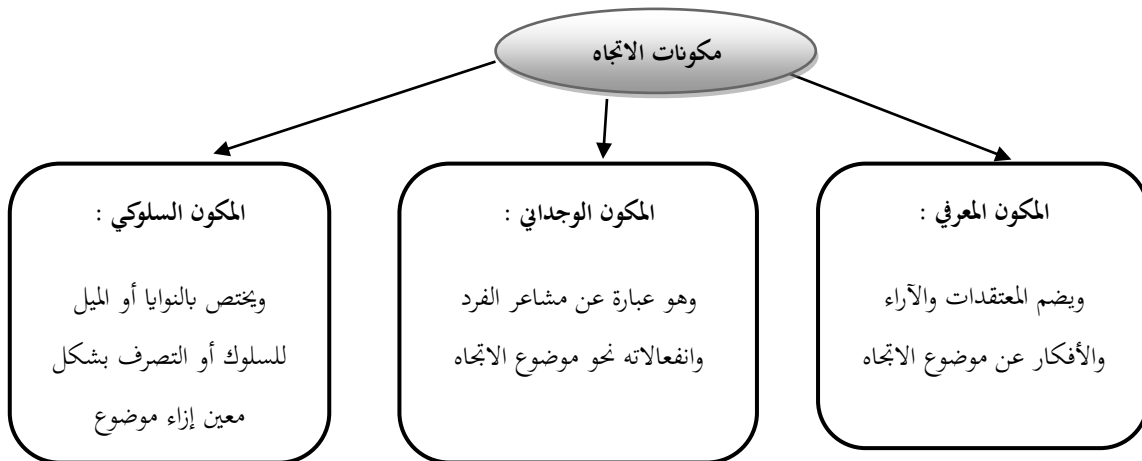 مكونات الاتجاه
المكون المعرفي :
ويضم المعتقدات والآراء
والأفكار عن موضوع الاتجاه
المكون الوجداني :
وهو عبارة عن مشاعر الفرد
وانفعالاته نحو موضوع الاتجاه
المكون السلوكي :
ويختص بالنوايا أو الميل
للسلوك أو التصرف بشكل
معين إزاء موضوع